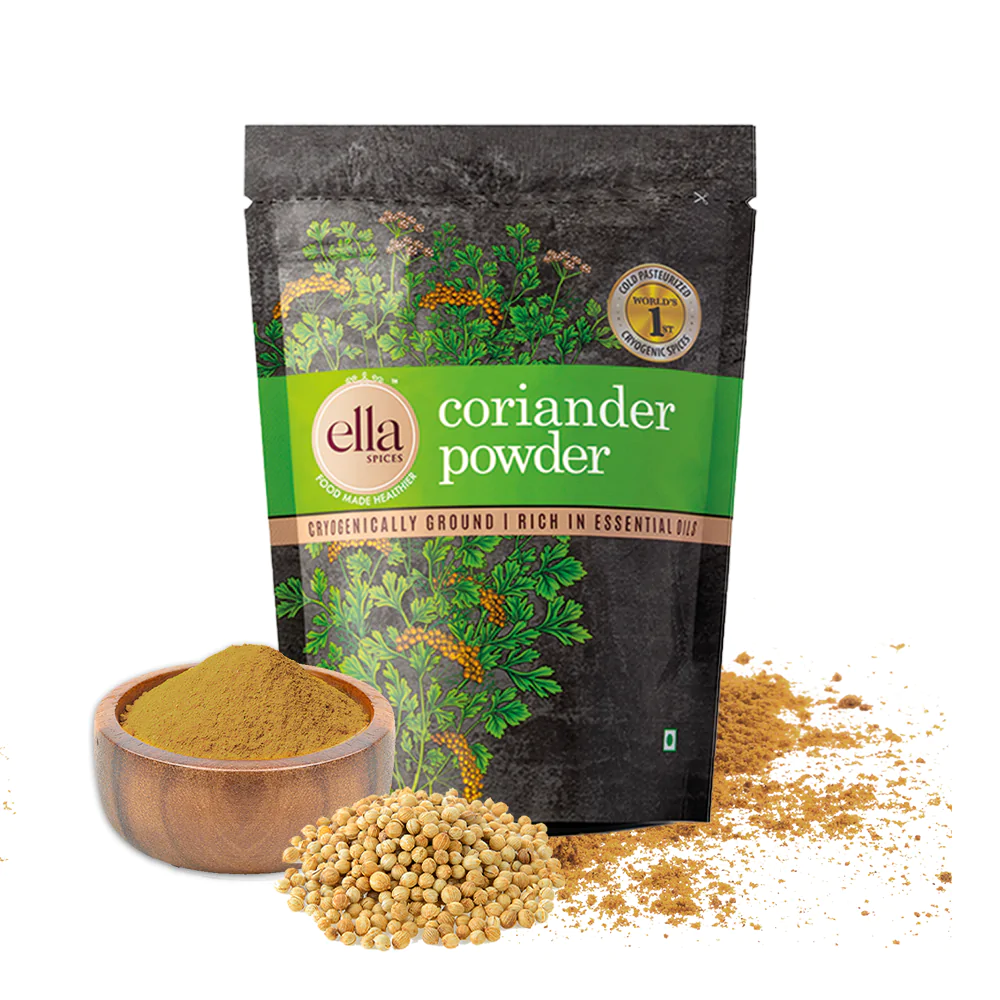 COLD PASTEURIZED
WORLD'S
1ST
CRYOGENIC SPICES
ella
SPICES
FOOD MADE HEALTHIER
coriander
powder
CRYOGENICALLY GROUND | RICH IN ESSENTIAL OILS